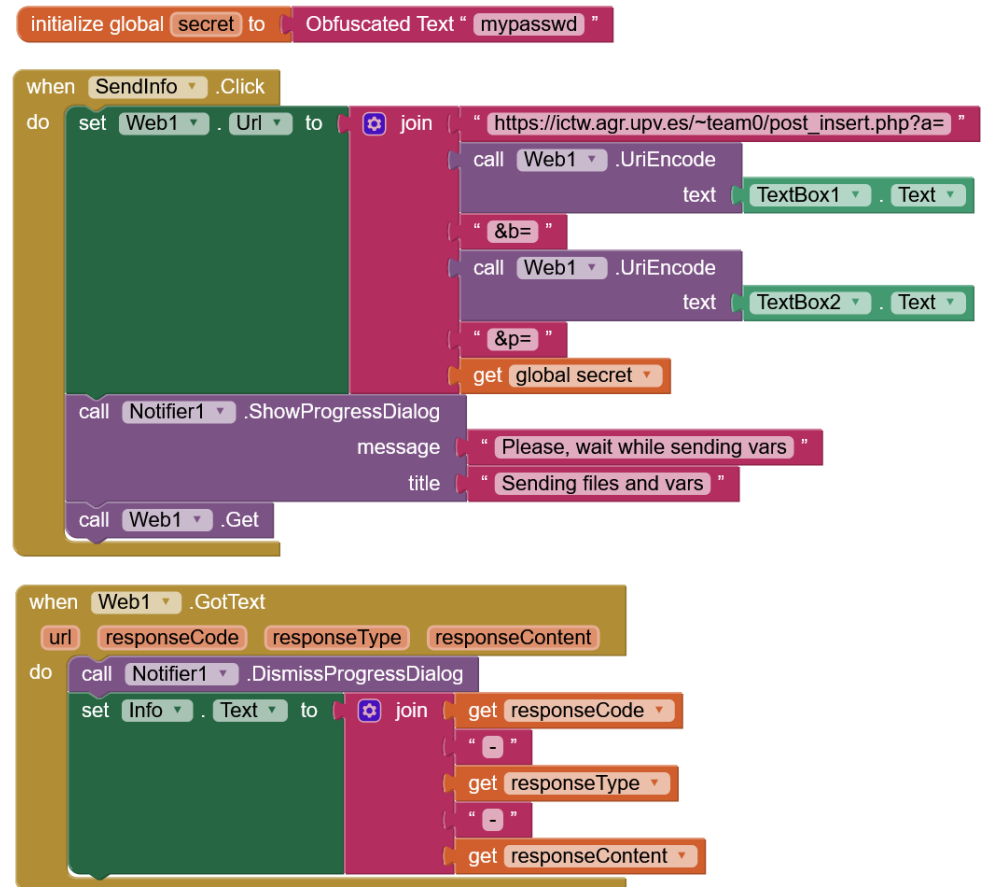 initialize global secret to Obfuscated Text “ mypasswd ”
when SendInfo .Click
do set Web1 . Url to join “ https://ictw.agr.upv.es/~team0/post_insert.php?a= ”
call Web1 .UriEncode
text TextBox1 . Text
“ &b= ”
call Web1 .UriEncode
text TextBox2 . Text
“ &p= ”
get global secret
call Notifier1 .ShowProgressDialog
message “ Please, wait while sending vars ”
title “ Sending files and vars ”
call Web1 .Get
when Web1 .GotText
url responseCode responseType responseContent
do call Notifier1 .DismissProgressDialog
set Info . Text to join get responseCode
“ - ”
get responseType
“ - ”
get responseContent